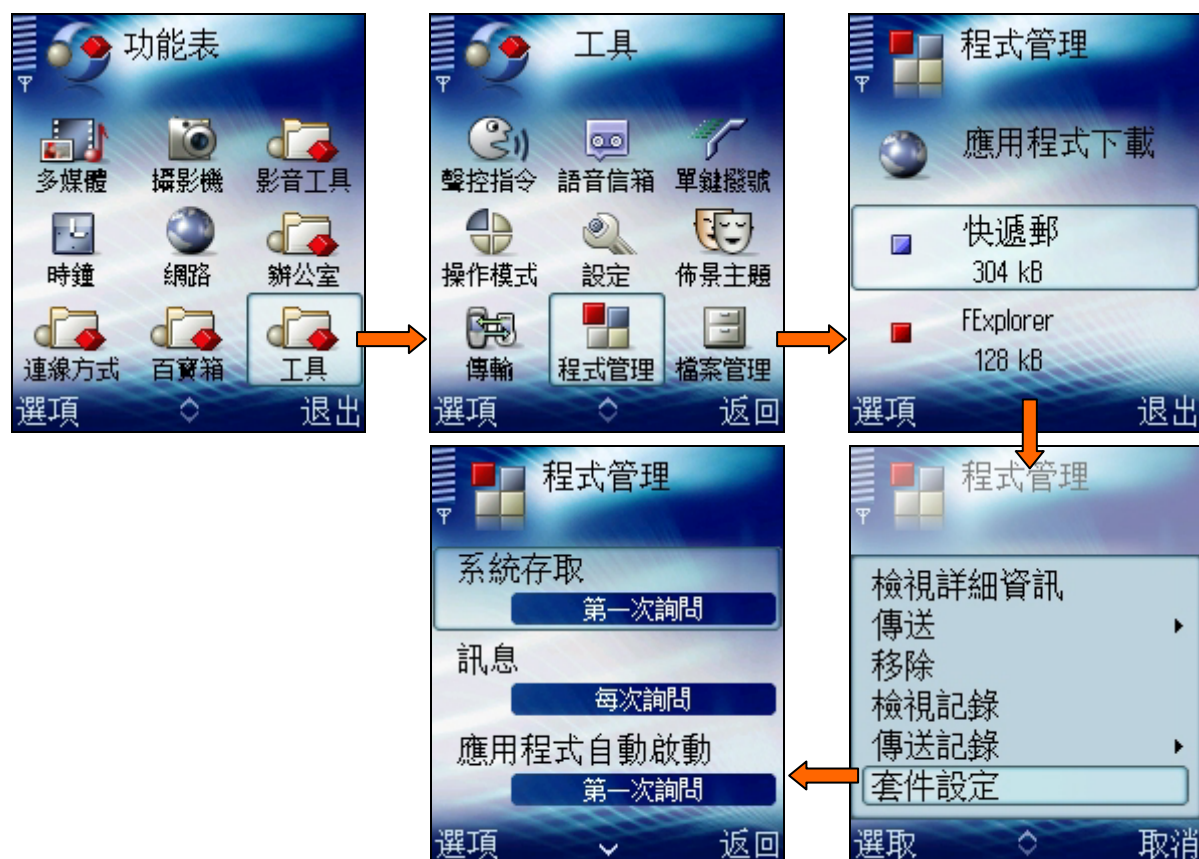 功能表
多媒體 攝影機 影音工具
時鐘 網路 辦公室
連線方式 百寶箱 工具
選項 退出
工具
聲控指令 語音信箱 單鍵撥號
操作模式 設定 佈景主題
傳輸 程式管理 檔案管理
選項 返回
程式管理
應用程式下載
快遞郵
304 kB
FExplorer
128 kB
選項 退出
程式管理
檢視詳細資訊
傳送
移除
檢視記錄
傳送記錄
套件設定
選取 取消
程式管理
系統存取
第一次詢問
訊息
每次詢問
應用程式自動啟動
第一次詢問
選項 返回